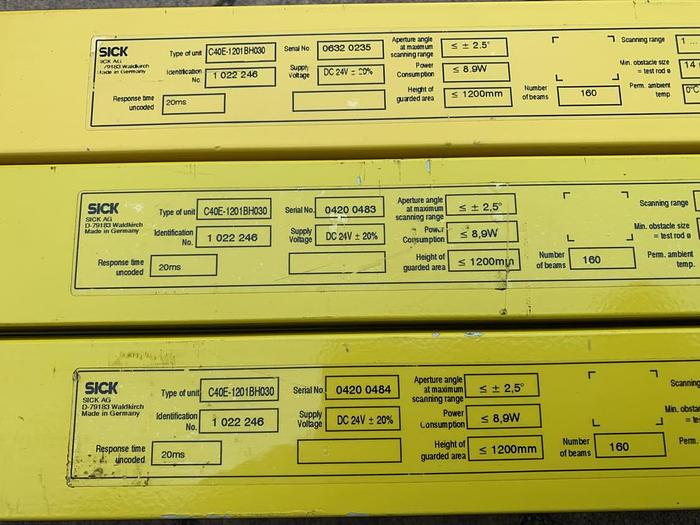 SICK
SICK AG
D-79183 Waldkirch
Made in Germany
Type of unit C40E-1201BH030
Identification No. 1 022 246
Response time uncoded 20ms
Serial No. 0632 0235
Supply Voltage DC 24V ± 20%
Aperture angle at maximum scanning range ≤ ± 2.5°
Power Consumption ≤ 8.9W
Height of guarded area ≤ 1200mm
Number of beams 160
Scanning range 1 ...
Min. obstacle size = test rod ø 14
Perm. ambient temp. 0°C
SICK
SICK AG
D-79183 Waldkirch
Made in Germany
Type of unit C40E-1201BH030
Identification No. 1 022 246
Response time uncoded 20ms
Serial No. 0420 0483
Supply Voltage DC 24V ± 20%
Aperture angle at maximum scanning range ≤ ± 2,5°
Power Consumption ≤ 8,9W
Height of guarded area ≤ 1200mm
Number of beams 160
Scanning range
Min. obstacle size = test rod ø
Perm. ambient temp.
SICK
SICK AG
D-79183 Waldkirch
Made in Germany
Type of unit C40E-1201BH030
Identification No. 1 022 246
Response time uncoded 20ms
Serial No 0420 0484
Supply Voltage DC 24V ± 20%
Aperture angle at maximum scanning range ≤ ± 2,5°
Power Consumption ≤ 8,9W
Height of guarded area ≤ 1200mm
Number of beams 160
Scanning
Min. obsta
Perm.